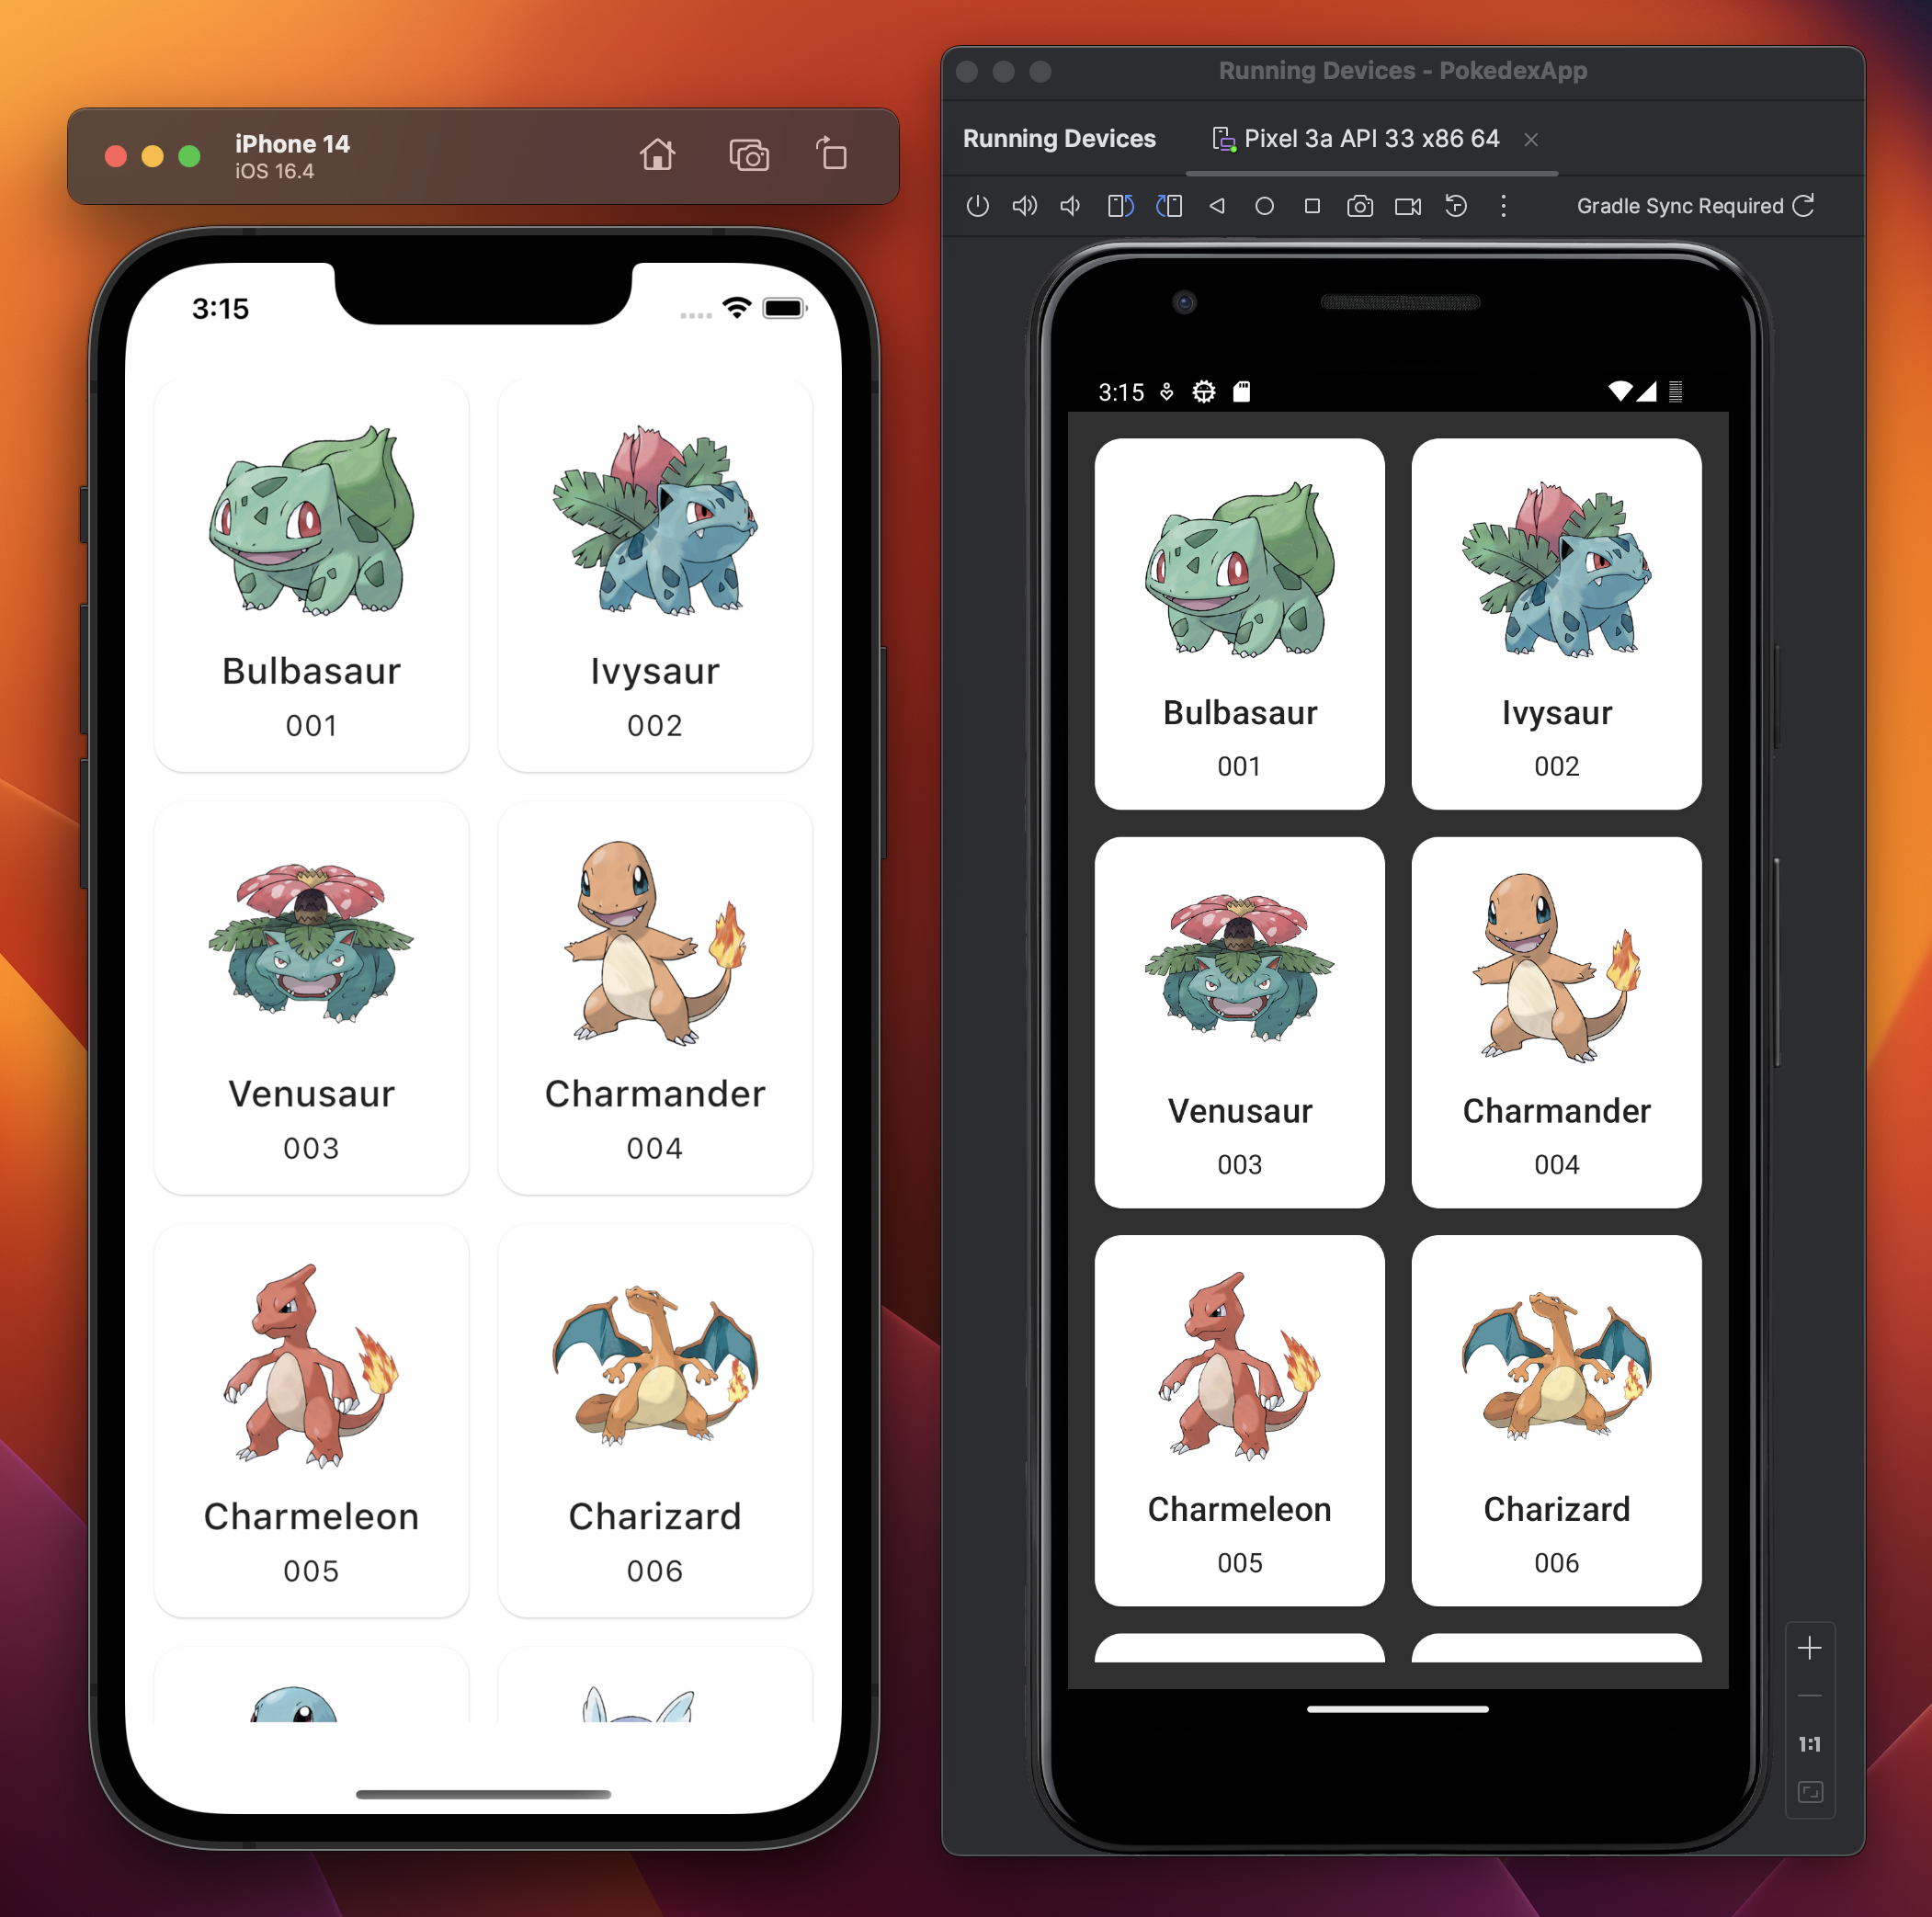 iPhone 14
iOS 16.4
3:15
Bulbasaur
001
Ivysaur
002
Venusaur
003
Charmander
004
Charmeleon
005
Charizard
006
Running Devices - PokedexApp
Running Devices
Pixel 3a API 33 x86 64
Gradle Sync Required
3:15
Bulbasaur
001
Ivysaur
002
Venusaur
003
Charmander
004
Charmeleon
005
Charizard
006
1:1